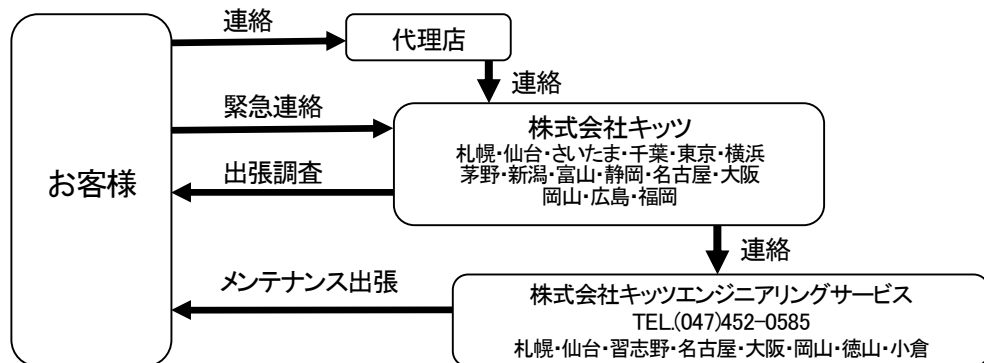 連絡
代理店
連絡
緊急連絡
株式会社キッツ
札幌・仙台・さいたま・千葉・東京・横浜
茅野・新潟・富山・静岡・名古屋・大阪
岡山・広島・福岡
出張調査
お客様
連絡
メンテナンス出張
株式会社キッツエンジニアリングサービス
TEL.(047)452-0585
札幌・仙台・習志野・名古屋・大阪・岡山・徳山・小倉